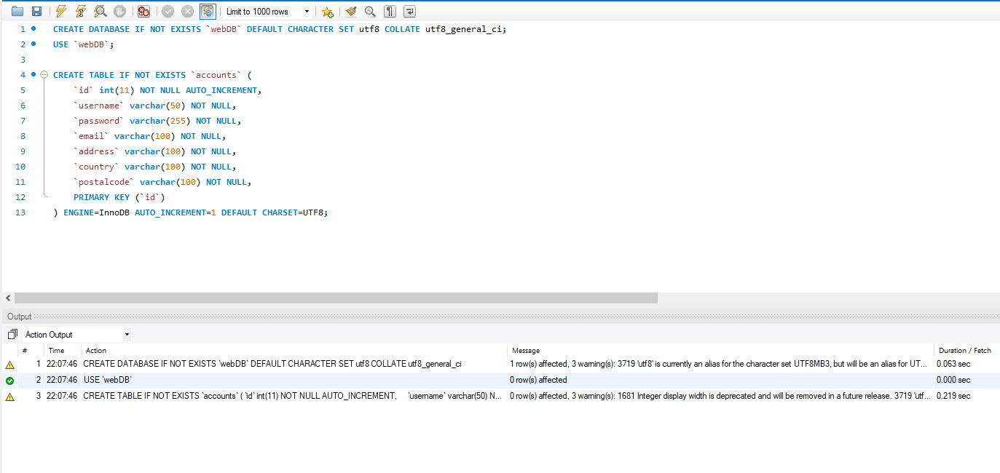 Limit to 1000 rows
1 CREATE DATABASE IF NOT EXISTS `webDB` DEFAULT CHARACTER SET utf8 COLLATE utf8_general_ci;
2 USE `webDB`;
3
4 CREATE TABLE IF NOT EXISTS `accounts` (
5 `id` int(11) NOT NULL AUTO_INCREMENT,
6 `username` varchar(50) NOT NULL,
7 `password` varchar(255) NOT NULL,
8 `email` varchar(100) NOT NULL,
9 `address` varchar(100) NOT NULL,
10 `country` varchar(100) NOT NULL,
11 `postalcode` varchar(100) NOT NULL,
12 PRIMARY KEY (`id`)
13 ) ENGINE=InnoDB AUTO_INCREMENT=1 DEFAULT CHARSET=UTF8;
Output
Action Output
# Time Action Message Duration / Fetch
1 22:07:46 CREATE DATABASE IF NOT EXISTS `webDB` DEFAULT CHARACTER SET utf8 COLLATE utf8_general_ci 1 row(s) affected, 3 warning(s): 3719 'utf8' is currently an alias for the character set UTF8MB3, but will be an alias for UT... 0.063 sec
2 22:07:46 USE `webDB` 0 row(s) affected 0.000 sec
3 22:07:46 CREATE TABLE IF NOT EXISTS `accounts` ( `id` int(11) NOT NULL AUTO_INCREMENT, `username` varchar(50) N... 0 row(s) affected, 3 warning(s): 1681 Integer display width is deprecated and will be removed in a future release. 3719 'utf... 0.219 sec